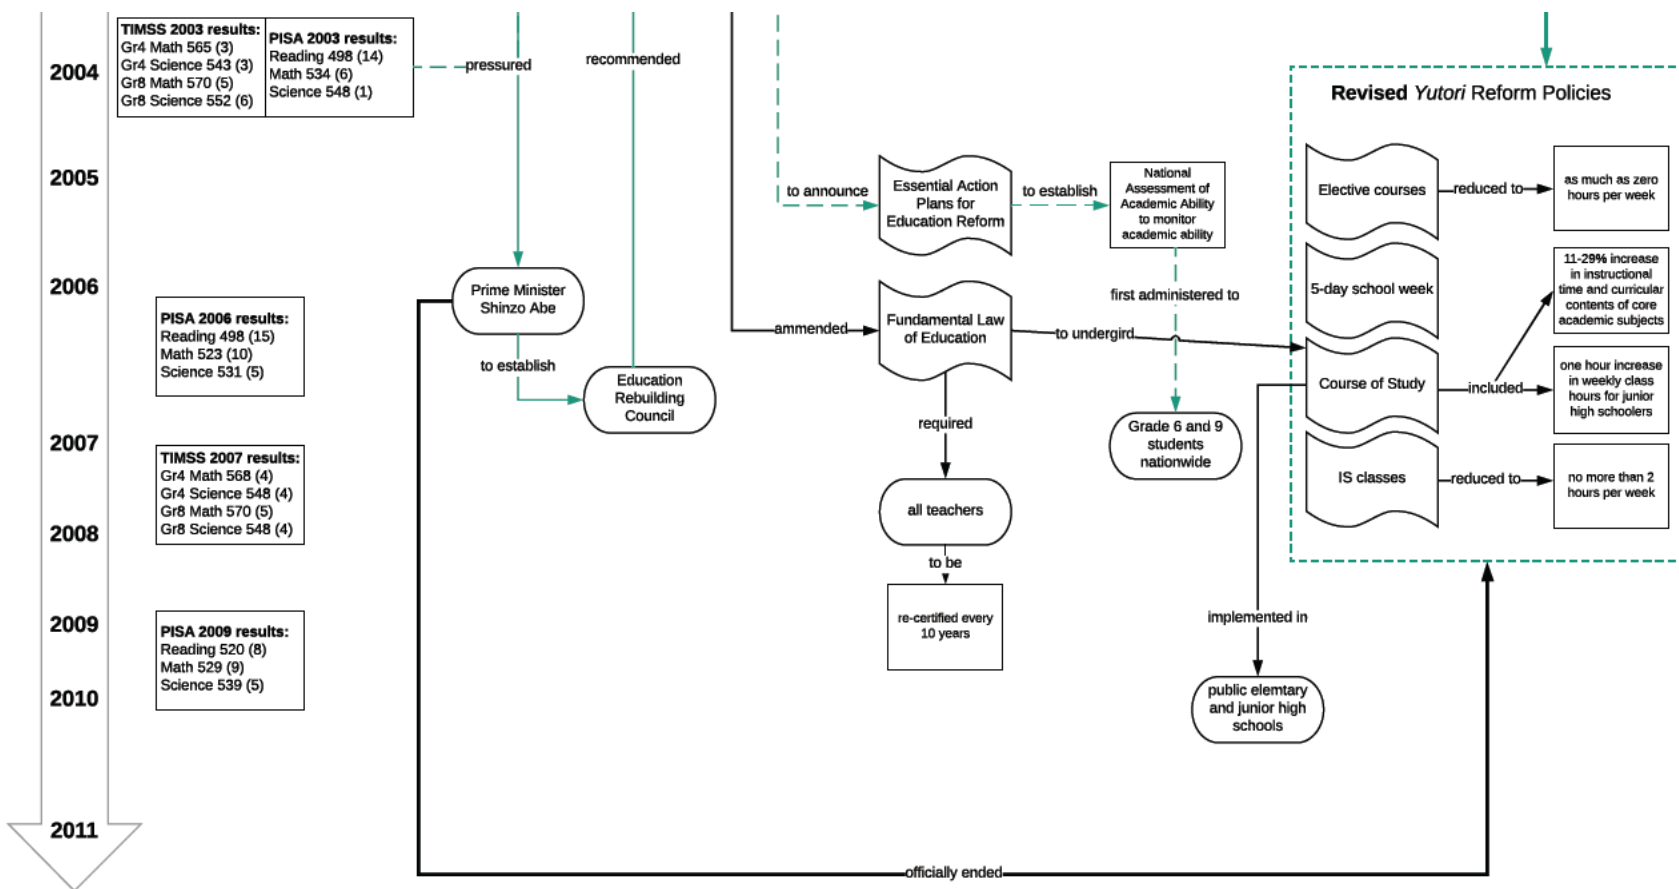 2004
2005
2006
2007
2008
2009
2010
2011
TIMSS 2003 results:
Gr4 Math 565 (3)
Gr4 Science 543 (3)
Gr8 Math 570 (5)
Gr8 Science 552 (6)
PISA 2003 results:
Reading 498 (14)
Math 534 (6)
Science 548 (1)
PISA 2006 results:
Reading 498 (15)
Math 523 (10)
Science 531 (5)
TIMSS 2007 results:
Gr4 Math 568 (4)
Gr4 Science 548 (4)
Gr8 Math 570 (5)
Gr8 Science 548 (4)
PISA 2009 results:
Reading 520 (8)
Math 529 (9)
Science 539 (5)
pressured
recommended
Prime Minister
Shinzo Abe
to establish
Education
Rebuilding
Council
to announce
Essential Action
Plans for
Education Reform
to establish
National
Assessment of
Academic Ability
to monitor
academic ability
first administered to
Grade 6 and 9
students
nationwide
ammended
Fundamental Law
of Education
to undergird
required
all teachers
to be
re-certified every
10 years
Revised Yutori Reform Policies
Elective courses
reduced to
as much as zero
hours per week
5-day school week
11-29% increase
in instructional
time and curricular
contents of core
academic subjects
Course of Study
included
one hour increase
in weekly class
hours for junior
high schoolers
IS classes
reduced to
no more than 2
hours per week
implemented in
public elemtary
and junior high
schools
officially ended